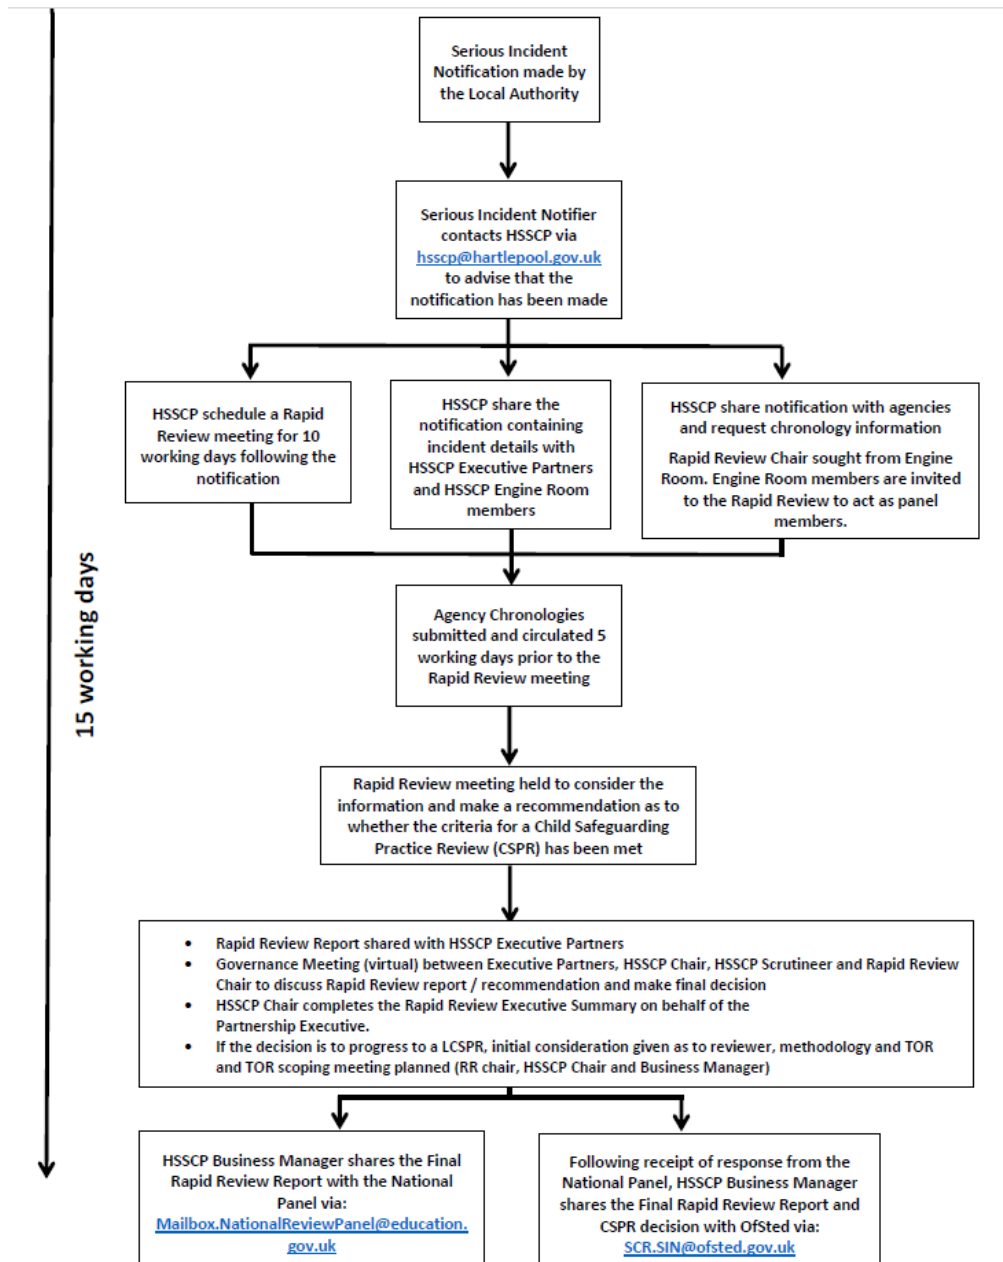 Serious Incident
Notification made by
the Local Authority
Serious Incident Notifier
contacts HSSCP via
hsscp@hartlepool.gov.uk
to advise that the
notification has been made
HSSCP schedule a Rapid
Review meeting for 10
working days following the
notification
HSSCP share the
notification containing
incident details with
HSSCP Executive Partners
and HSSCP Engine Room
members
HSSCP share notification with agencies
and request chronology information
Rapid Review Chair sought from Engine
Room. Engine Room members are invited
to the Rapid Review to act as panel
members.
15 working days
Agency Chronologies
submitted and circulated 5
working days prior to the
Rapid Review meeting
Rapid Review meeting held to consider the
information and make a recommendation as to
whether the criteria for a Child Safeguarding
Practice Review (CSPR) has been met
• Rapid Review Report shared with HSSCP Executive Partners
• Governance Meeting (virtual) between Executive Partners, HSSCP Chair, HSSCP Scrutineer and Rapid Review
Chair to discuss Rapid Review report / recommendation and make final decision
• HSSCP Chair completes the Rapid Review Executive Summary on behalf of the
Partnership Executive.
• If the decision is to progress to a LCSPR, initial consideration given as to reviewer, methodology and TOR
and TOR scoping meeting planned (RR chair, HSSCP Chair and Business Manager)
HSSCP Business Manager shares the Final
Rapid Review Report with the National
Panel via:
Mailbox.NationalReviewPanel@education.
gov.uk
Following receipt of response from the
National Panel, HSSCP Business Manager
shares the Final Rapid Review Report and
CSPR decision with OfSted via:
SCR.SIN@ofsted.gov.uk